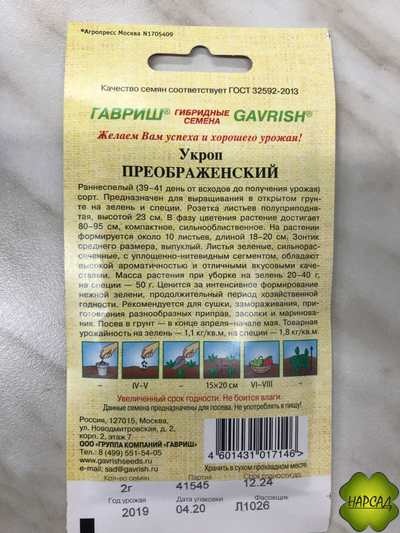 *Агропресс Москва N1705409
Качество семян соответствует ГОСТ 32592-2013
ГАВРИШ® ГИБРИДНЫЕ СЕМЕНА GAVRISH®
Желаем Вам успеха и хорошего урожая!
Укроп
ПРЕОБРАЖЕНСКИЙ
Раннеспелый (39–41 день от всходов до получения урожая)
сорт. Предназначен для выращивания в открытом грун-
те на зелень и специи. Розетка листьев полуприподня-
тая, высотой 23 см. В фазу цветения растение достигает
80–95 см, компактное, сильнооблиственное. На растении
формируется около 10 листьев, длиной 18–20 см. Зонтик
среднего размера, выпуклый. Листья зеленые, сильнорас-
сеченные, с уплощенно-нитевидным сегментом, обладают
высокой ароматичностью и отличными вкусовыми каче-
ствами. Масса растения при уборке на зелень 20–40 г,
на специи — 50 г. Ценится за интенсивное формирование
нежной зелени, продолжительный период хозяйственной
годности. Рекомендуется для сушки, замораживания, при-
готовления разнообразных приправ, засолки и маринова-
ния. Посев в грунт — в конце апреля-начале мая. Товарная
урожайность на зелень — 1,1 кг/кв.м, на специи — 1,8 кг/кв.м
– IV–V – 15×20 см VI–VIII –
Увеличенный срок годности. Не боится влаги.
Данные семена предназначены для посева. Не употреблять в пищу!
Россия, 127015, Москва,
ул. Новодмитровская, д. 2,
корп. 2, этаж 7
ООО «ГРУППА КОМПАНИЙ «ГАВРИШ»
Тел.: 8 (499) 551-54-05
www.gavrishseeds.ru
e-mail: sad@gavrish.ru
4 601431 017146 >
Хранить в сухом прохладном месте.
Кол-во семян Партия Срок годности до
2г 41545 12.24
Год урожая Дата упаковки Фасовщик
2019 04.20 Л1026
НАРСАД